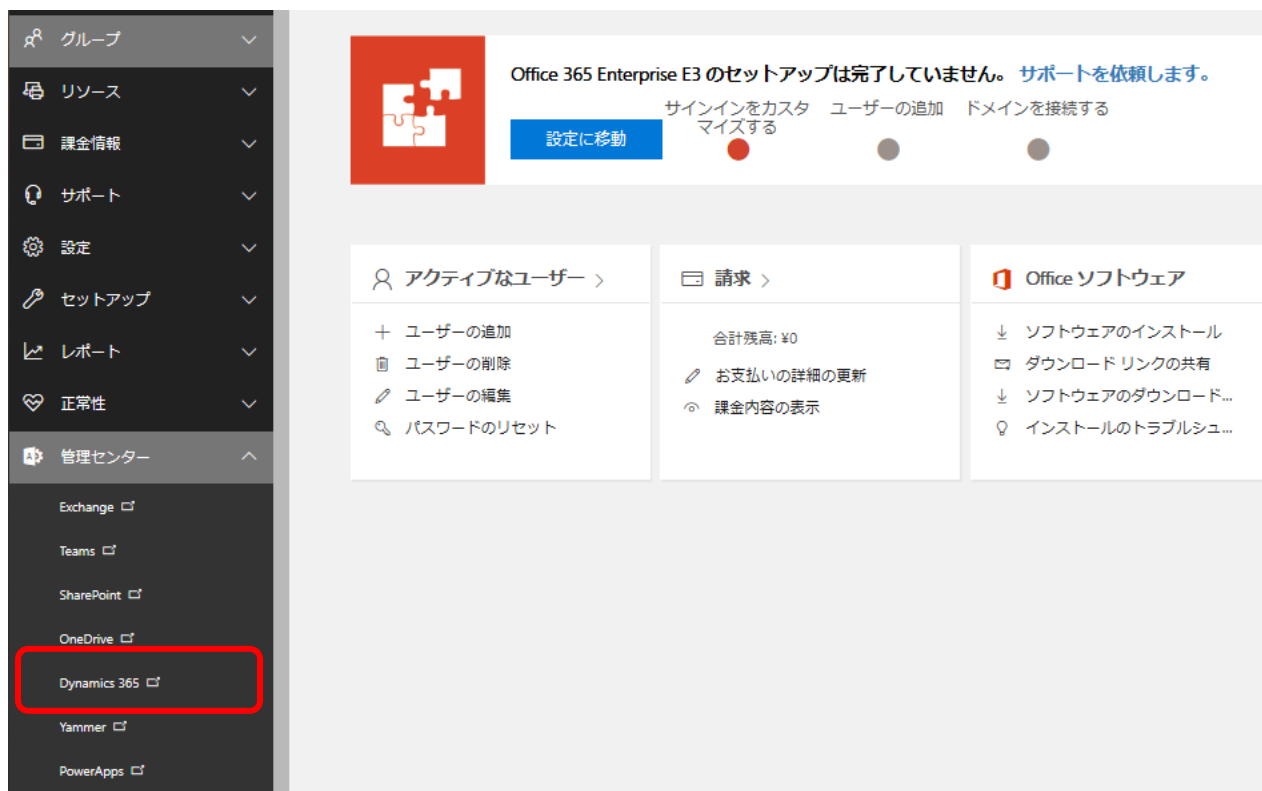 グループ
リソース
課金情報
サポート
設定
セットアップ
レポート
正常性
管理センター
Exchange
Teams
SharePoint
OneDrive
Dynamics 365
Yammer
PowerApps
Office 365 Enterprise E3 のセットアップは完了していません。 サポートを依頼します。
設定に移動
サインインをカスタ
マイズする
ユーザーの追加
ドメインを接続する
アクティブなユーザー
ユーザーの追加
ユーザーの削除
ユーザーの編集
パスワードのリセット
請求
合計残高: ¥0
お支払いの詳細の更新
課金内容の表示
Office ソフトウェア
ソフトウェアのインストール
ダウンロード リンクの共有
ソフトウェアのダウンロード...
インストールのトラブルシュ...